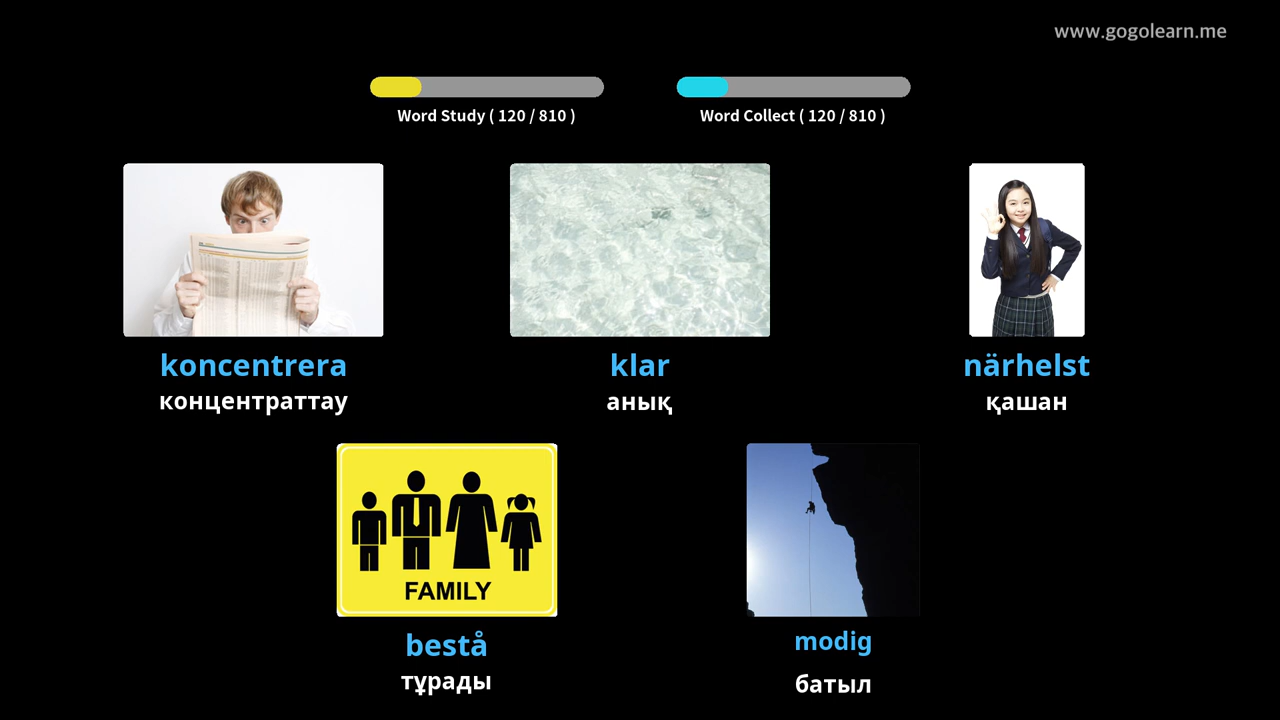 www.gogolearn.me
Word Study ( 120 / 810 )
Word Collect ( 120 / 810 )
koncentrera
концентраттау
klar
анық
närhelst
қашан
FAMILY
bestå
тұрады
modig
батыл